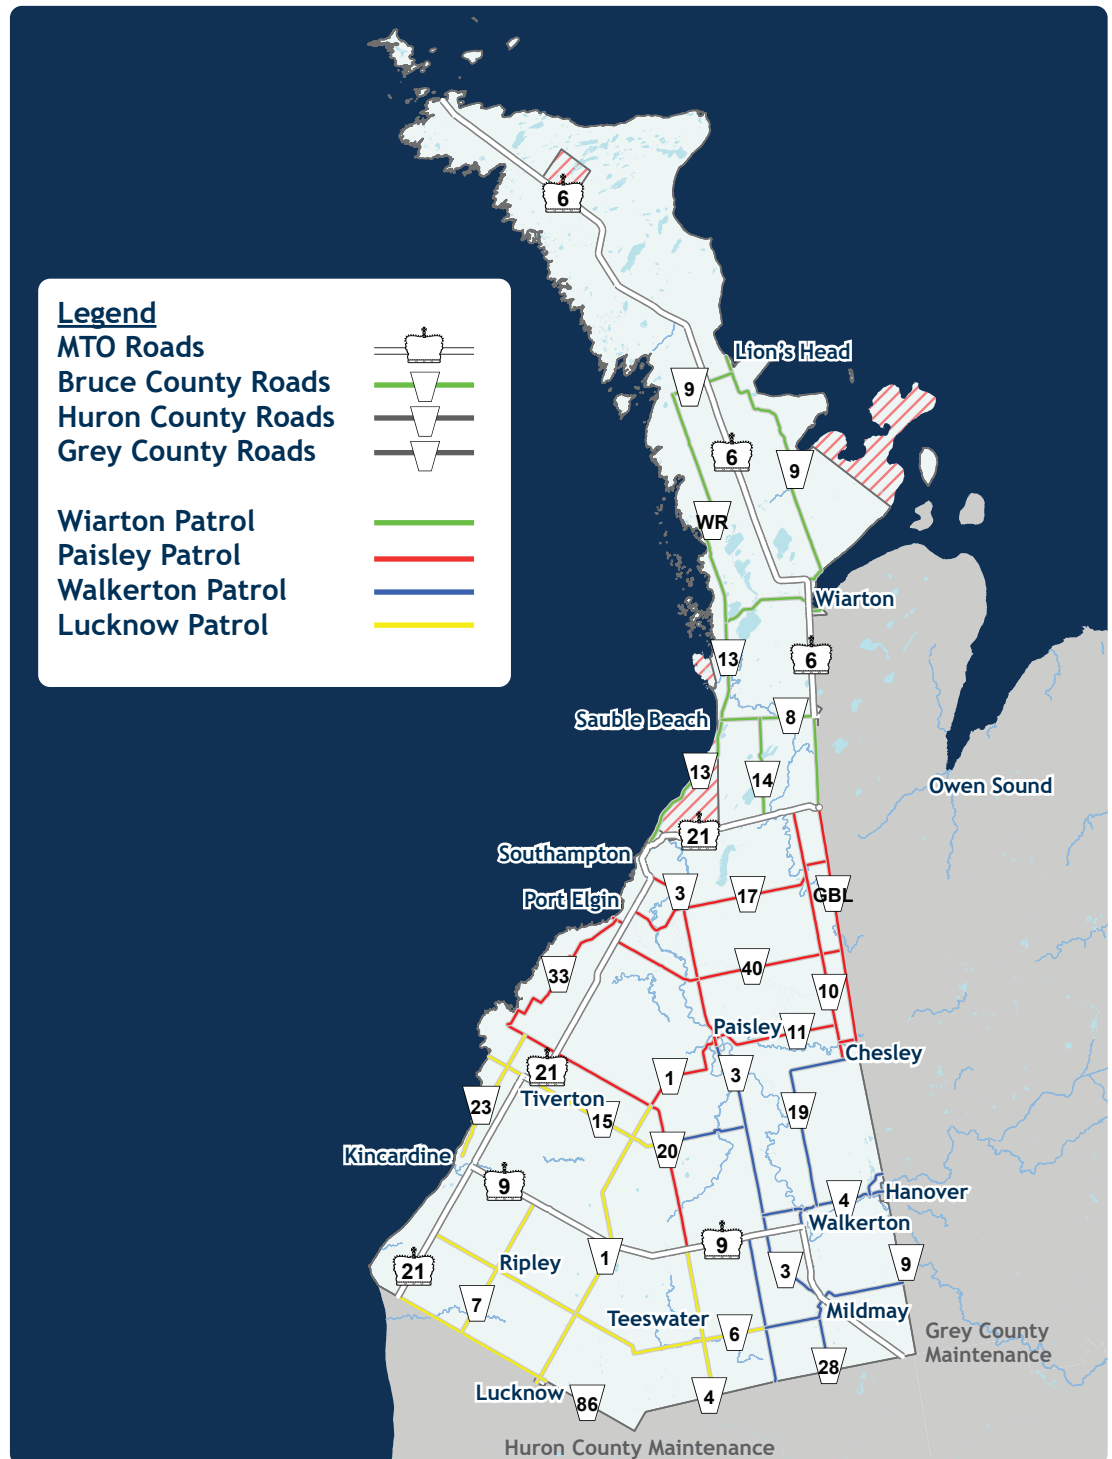 6
Legend
MTO Roads
Bruce County Roads
Huron County Roads
Grey County Roads
Wiarton Patrol
Paisley Patrol
Walkerton Patrol
Lucknow Patrol
Lion's Head
9
6
9
WR
Wiarton
13
6
Sauble Beach
8
13
14
Owen Sound
21
Southampton
Port Elgin
3
17
GBL
40
33
10
Paisley
11
Chesley
21
1
3
Tiverton
23
15
19
Kincardine
20
9
4
Hanover
Walkerton
9
1
Ripley
21
3
9
7
Teeswater
6
Mildmay
Grey County
Maintenance
28
Lucknow
86
4
Huron County Maintenance